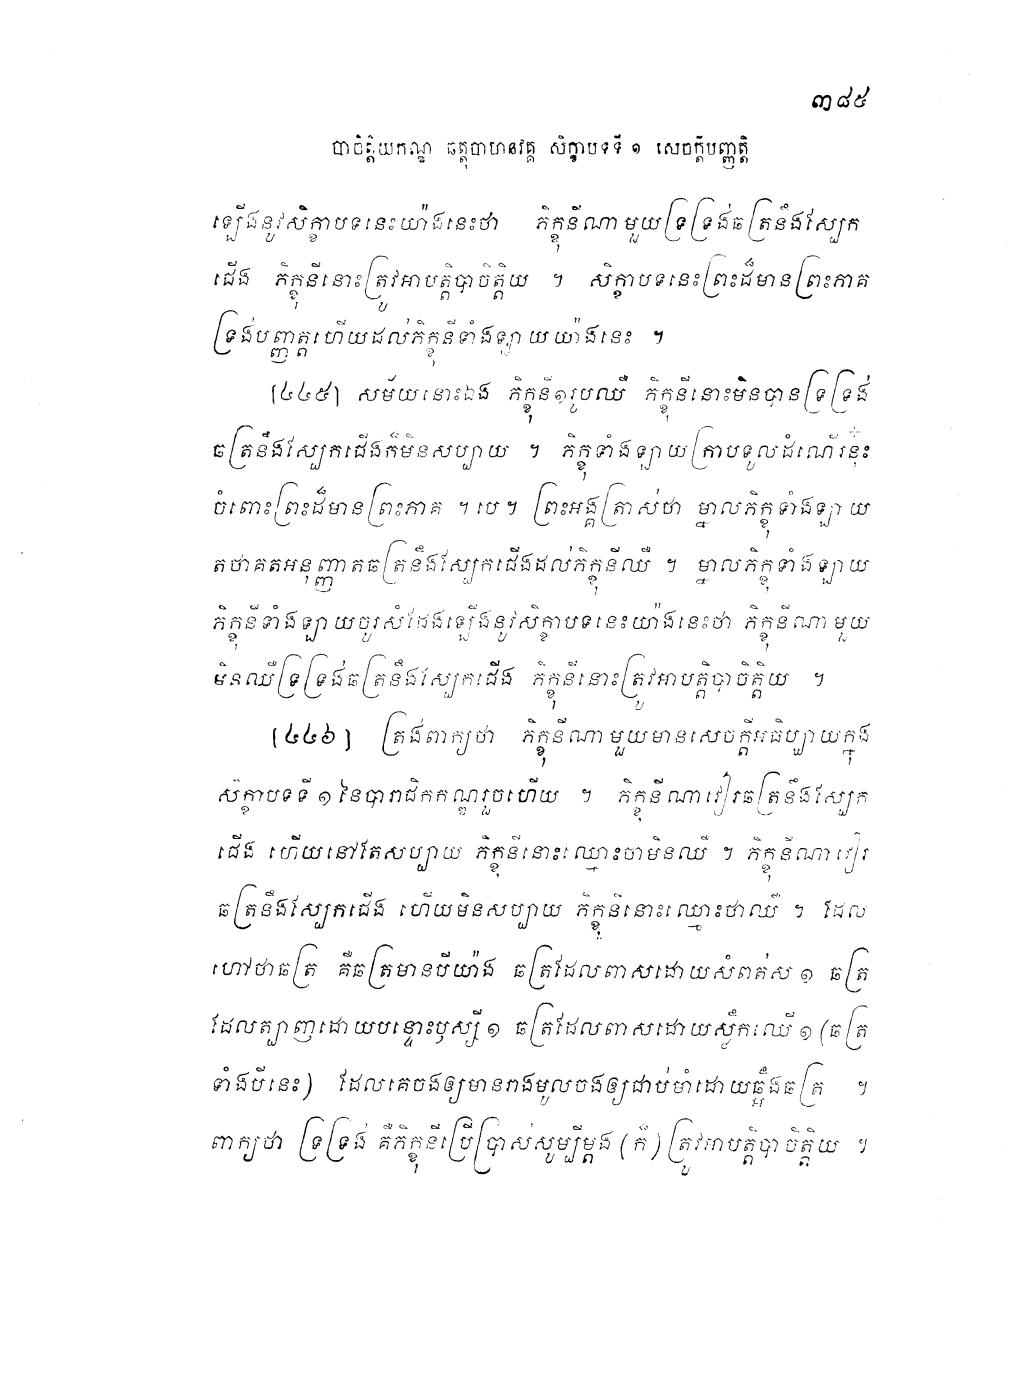 ៣៨៥
បាចិត្តិយកណ្ឌ ឆត្តុបាហនវគ្គ សិក្ខាបទទី ១ សេចក្តីបញ្ញត្តិ
ឡើងនូវសិក្ខាបទនេះយ៉ាងនេះថា ភិក្ខុនីណាមួយទ្រទ្រង់ឆត្រនឹងស្បែក
ជើង ភិក្ខុនីនោះត្រូវអាបត្តិបាចិត្តិយ ។ សិក្ខាបទនេះព្រះដ៏មានព្រះភាគ
ទ្រង់បញ្ញត្តហើយដល់ភិក្ខុនីទាំងឡាយយ៉ាងនេះ ។
[៤៤៥] សម័យនោះឯង ភិក្ខុនី១រូបឈឺ ភិក្ខុនីនោះមិនបានទ្រទ្រង់
ឆត្រនឹងស្បែកជើងក៏មិនសប្បាយ ។ ភិក្ខុទាំងឡាយក្រាបទូលដំណើរនុ៎ះ
ចំពោះព្រះដ៏មានព្រះភាគ ។ បេ ។ ព្រះអង្គត្រាស់ថា ម្នាលភិក្ខុទាំងឡាយ
តថាគតអនុញ្ញាតឆត្រនឹងស្បែកជើងដល់ភិក្ខុនីឈឺ ។ ម្នាលភិក្ខុទាំងឡាយ
ភិក្ខុនីទាំងឡាយចូរសំដែងឡើងនូវសិក្ខាបទនេះយ៉ាងនេះថា ភិក្ខុនីណាមួយ
មិនឈឺទ្រទ្រង់ឆត្រនឹងស្បែកជើង ភិក្ខុនីនោះត្រូវអាបត្តិបាចិត្តិយ ។
[៤៤៦] ត្រង់ពាក្យថា ភិក្ខុនីណាមួយមានសេចក្តីអធិប្បាយក្នុង
សិក្ខាបទទី ១ នៃបារាជិកកណ្ឌរួចហើយ ។ ភិក្ខុនីណាវៀរឆត្រនឹងស្បែក
ជើង ហើយនៅតែសប្បាយ ភិក្ខុនីនោះឈ្មោះថាមិនឈឺ ។ ភិក្ខុនីណាវៀរ
ឆត្រនឹងស្បែកជើង ហើយមិនសប្បាយ ភិក្ខុនីនោះឈ្មោះថាឈឺ ។ ដែល
ហៅថាឆត្រ គឺឆត្រមានបីយ៉ាង ឆត្រដែលពាសដោយសំពត់ស ១ ឆត្រ
ដែលត្បាញដោយបន្ទោះឫស្សី ១ ឆត្រដែលពាសដោយស្លឹកឈើ ១ (ឆត្រ
ទាំងបីនេះ) ដែលគេចងឲ្យមានរាងមូលចងឲ្យជាប់មាំដោយឆ្អឹងឆត្រ ។
ពាក្យថា ទ្រទ្រង់ គឺភិក្ខុនីប្រើប្រាស់សូម្បីម្តង (ក៏) ត្រូវអាបត្តិបាចិត្តិយ ។